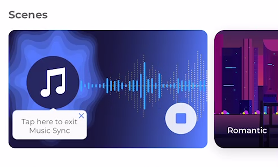 Scenes
Tap here to exit
Music Sync
Romantic